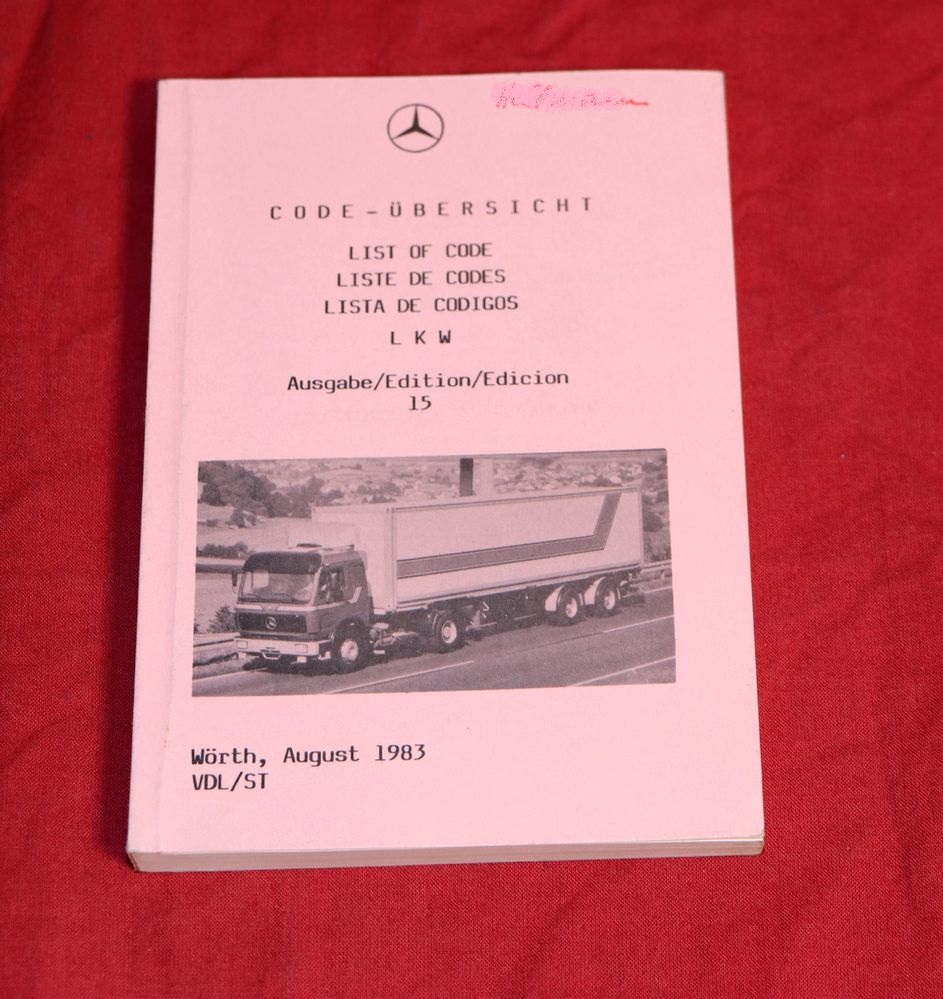 CODE-ÜBERSICHT
LIST OF CODE
LISTE DE CODES
LISTA DE CODIGOS
LKW
Ausgabe/Edition/Edicion
15
Wörth, August 1983
VDL/ST